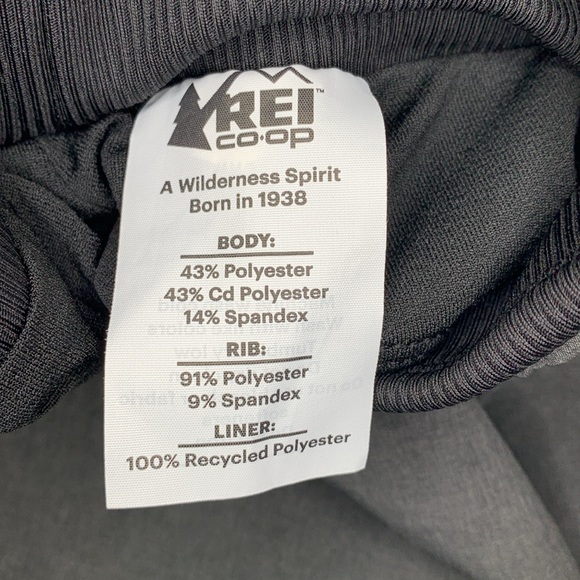 REI™
CO·OP
A Wilderness Spirit
Born in 1938
BODY:
43% Polyester
43% Cd Polyester
14% Spandex
RIB:
91% Polyester
9% Spandex
LINER:
100% Recycled Polyester